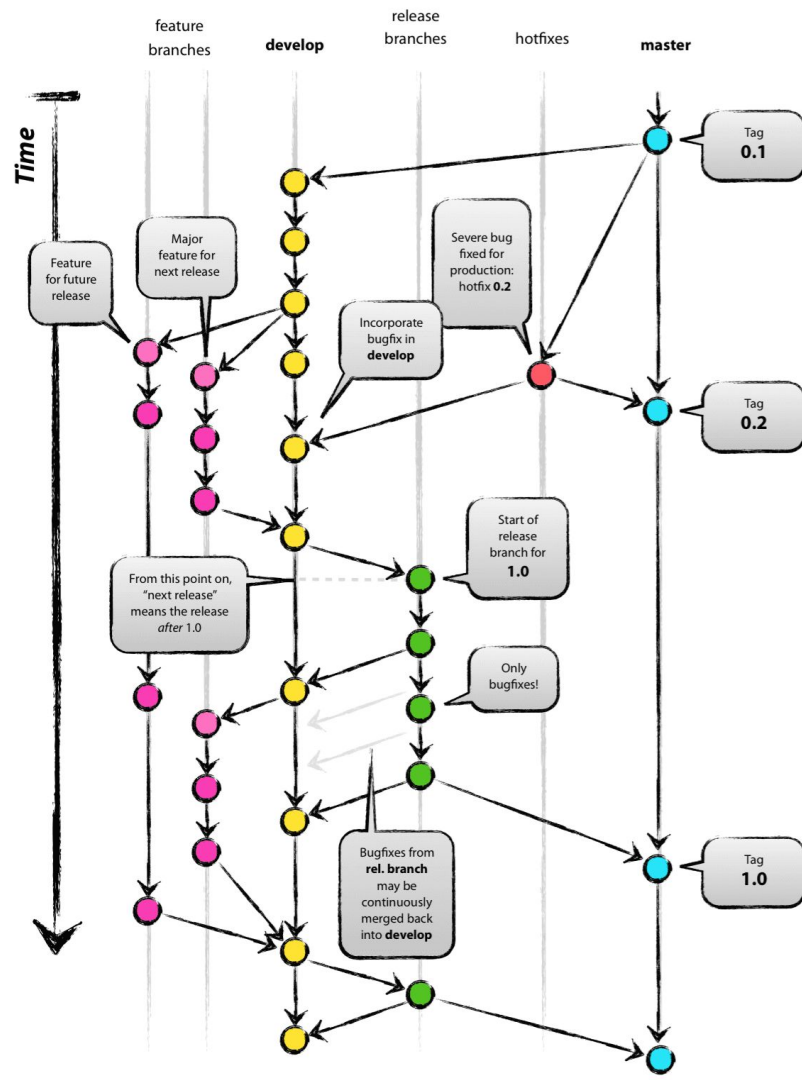 feature
branches
develop
release
branches
hotfixes
master
Time
Tag
0.1
Feature
for future
release
Major
feature for
next release
Severe bug
fixed for
production:
hotfix 0.2
Incorporate
bugfix in
develop
Tag
0.2
Start of
release
branch for
1.0
From this point on,
“next release”
means the release
after 1.0
Only
bugfixes!
Bugfixes from
rel. branch
may be
continuously
merged back
into develop
Tag
1.0